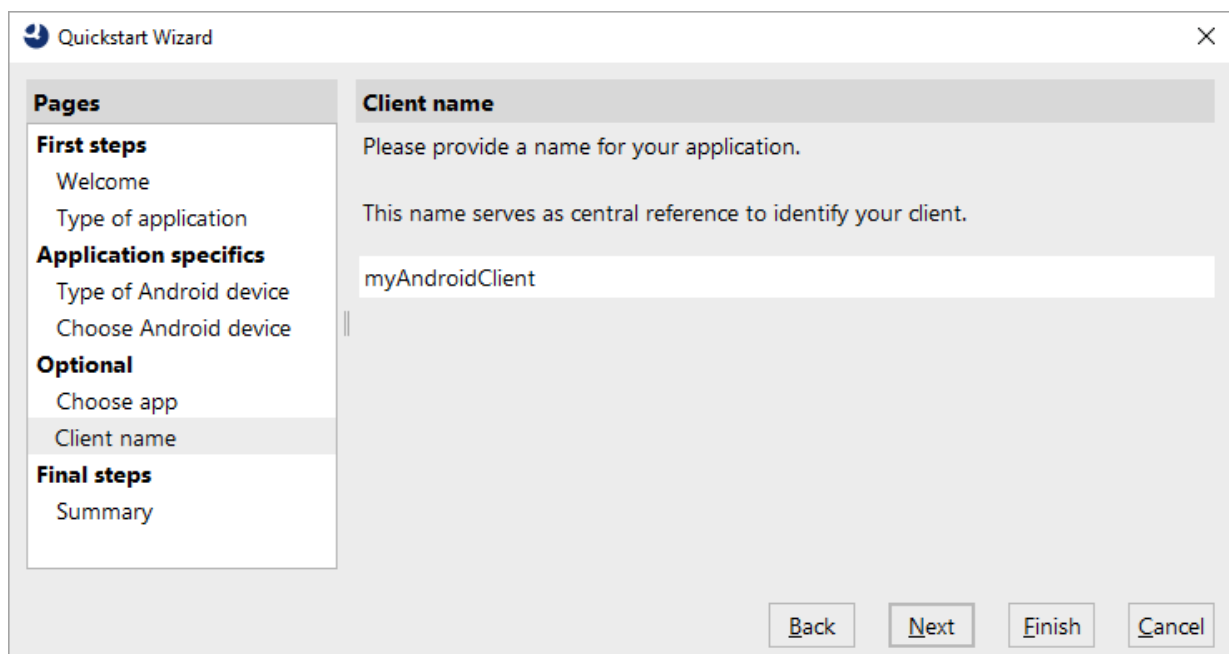 Quickstart Wizard
Pages
First steps
Welcome
Type of application
Application specifics
Type of Android device
Choose Android device
Optional
Choose app
Client name
Final steps
Summary
Client name
Please provide a name for your application.
This name serves as central reference to identify your client.
myAndroidClient
Back Next Finish Cancel